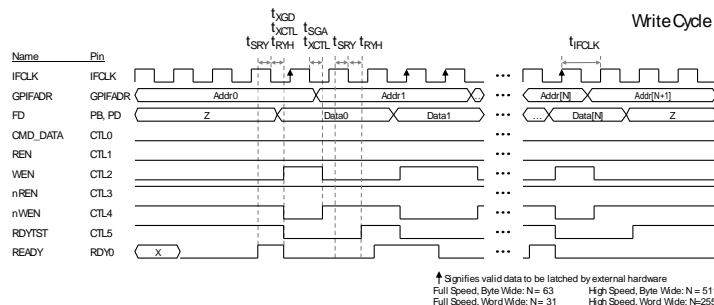 Write Cycle
tXGD
tXCTL tSGA
tSRY tRYH tXCTL tSRY tRYH tIFCLK
Name Pin
IFCLK IFCLK
GPIFADR GPIFADR Addr0 Addr1 ... Addr[N] Addr[N+1]
FD PB, PD Z Data0 Data1 ... Data[N] Z
CMD_DATA CTL0
REN CTL1
WEN CTL2
nREN CTL3
nWEN CTL4
RDYTST CTL5
READY RDY0 X
Signifies valid data to be latched by external hardware
Full Speed, Byte Wide: N = 63 High Speed, Byte Wide: N = 51
Full Speed, Word Wide: N = 31 High Speed, Word Wide: N=255